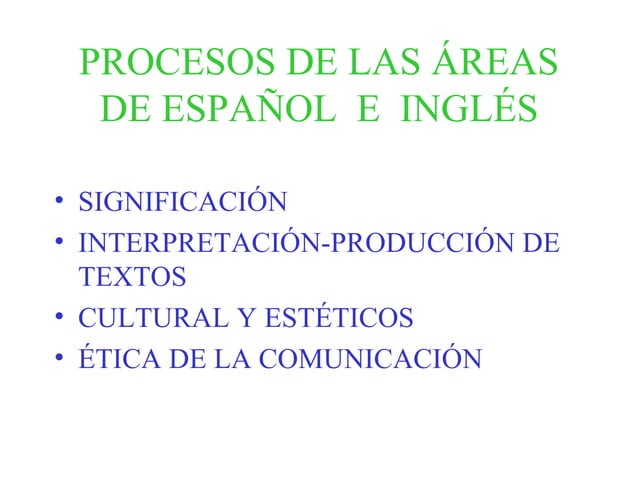 PROCESOS DE LAS ÁREAS
DE ESPAÑOL E INGLÉS
• SIGNIFICACIÓN
• INTERPRETACIÓN-PRODUCCIÓN DE
TEXTOS
• CULTURAL Y ESTÉTICOS
• ÉTICA DE LA COMUNICACIÓN